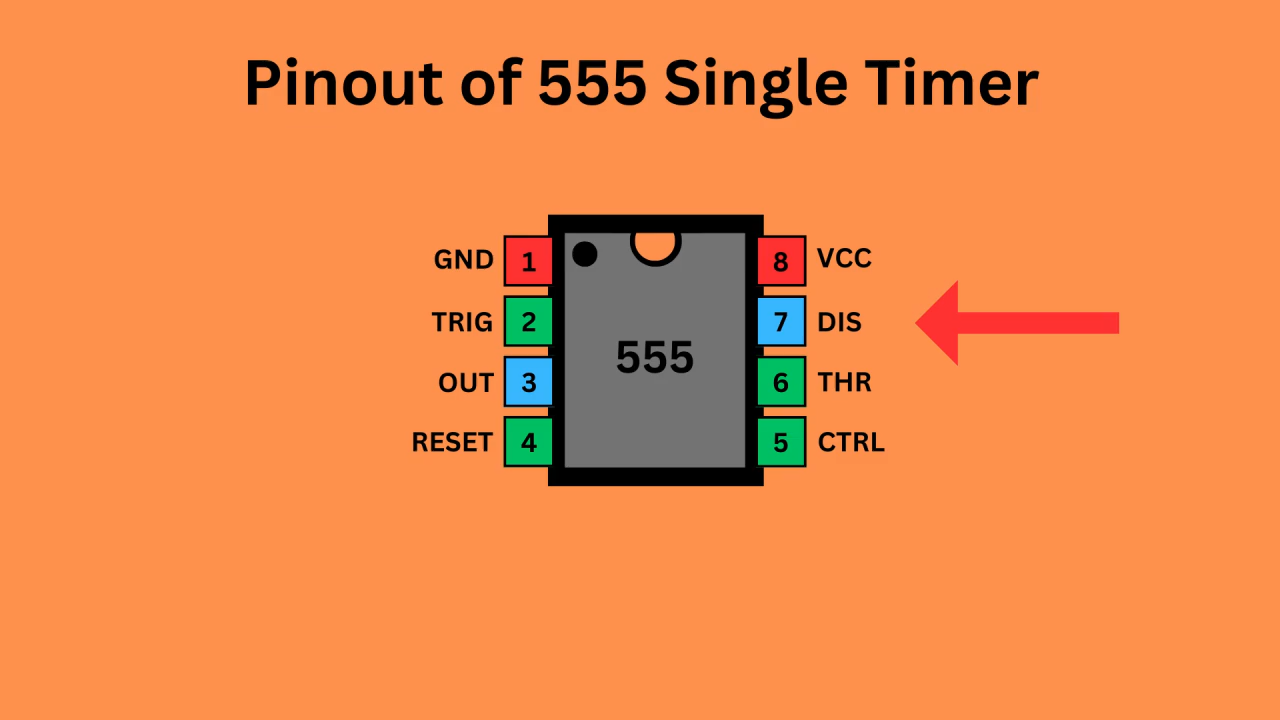 Pinout of 555 Single Timer
GND 1 8 VCC
TRIG 2 7 DIS
555
OUT 3 6 THR
RESET 4 5 CTRL